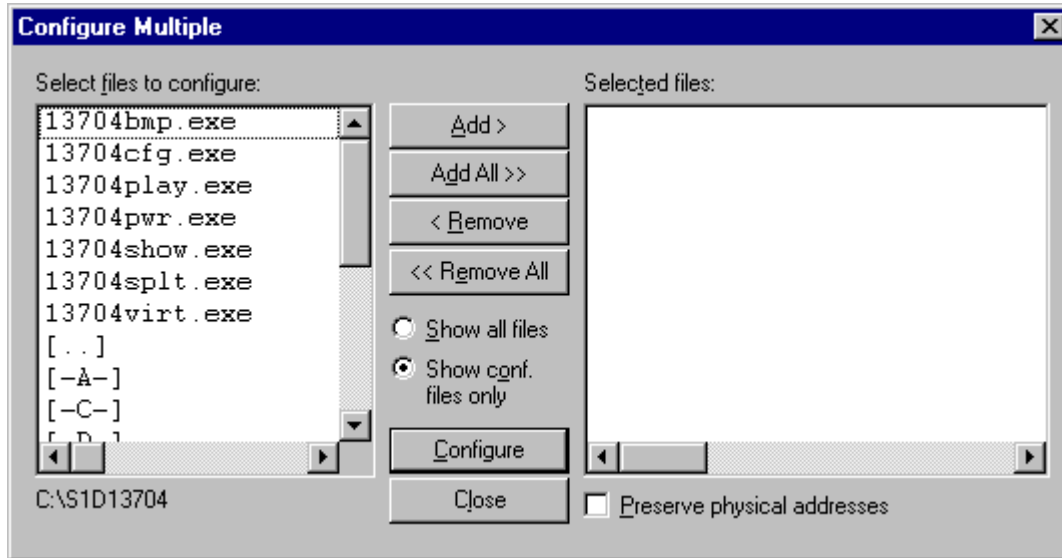 Configure Multiple
Select files to configure:
13704bmp.exe
13704cfg.exe
13704play.exe
13704pwr.exe
13704show.exe
13704splt.exe
13704virt.exe
[..]
[-A-]
[-C-]
[-D-]
C:\S1D13704
Add >
Add All >>
< Remove
<< Remove All
Show all files
Show conf.
files only
Configure
Close
Selected files:
Preserve physical addresses